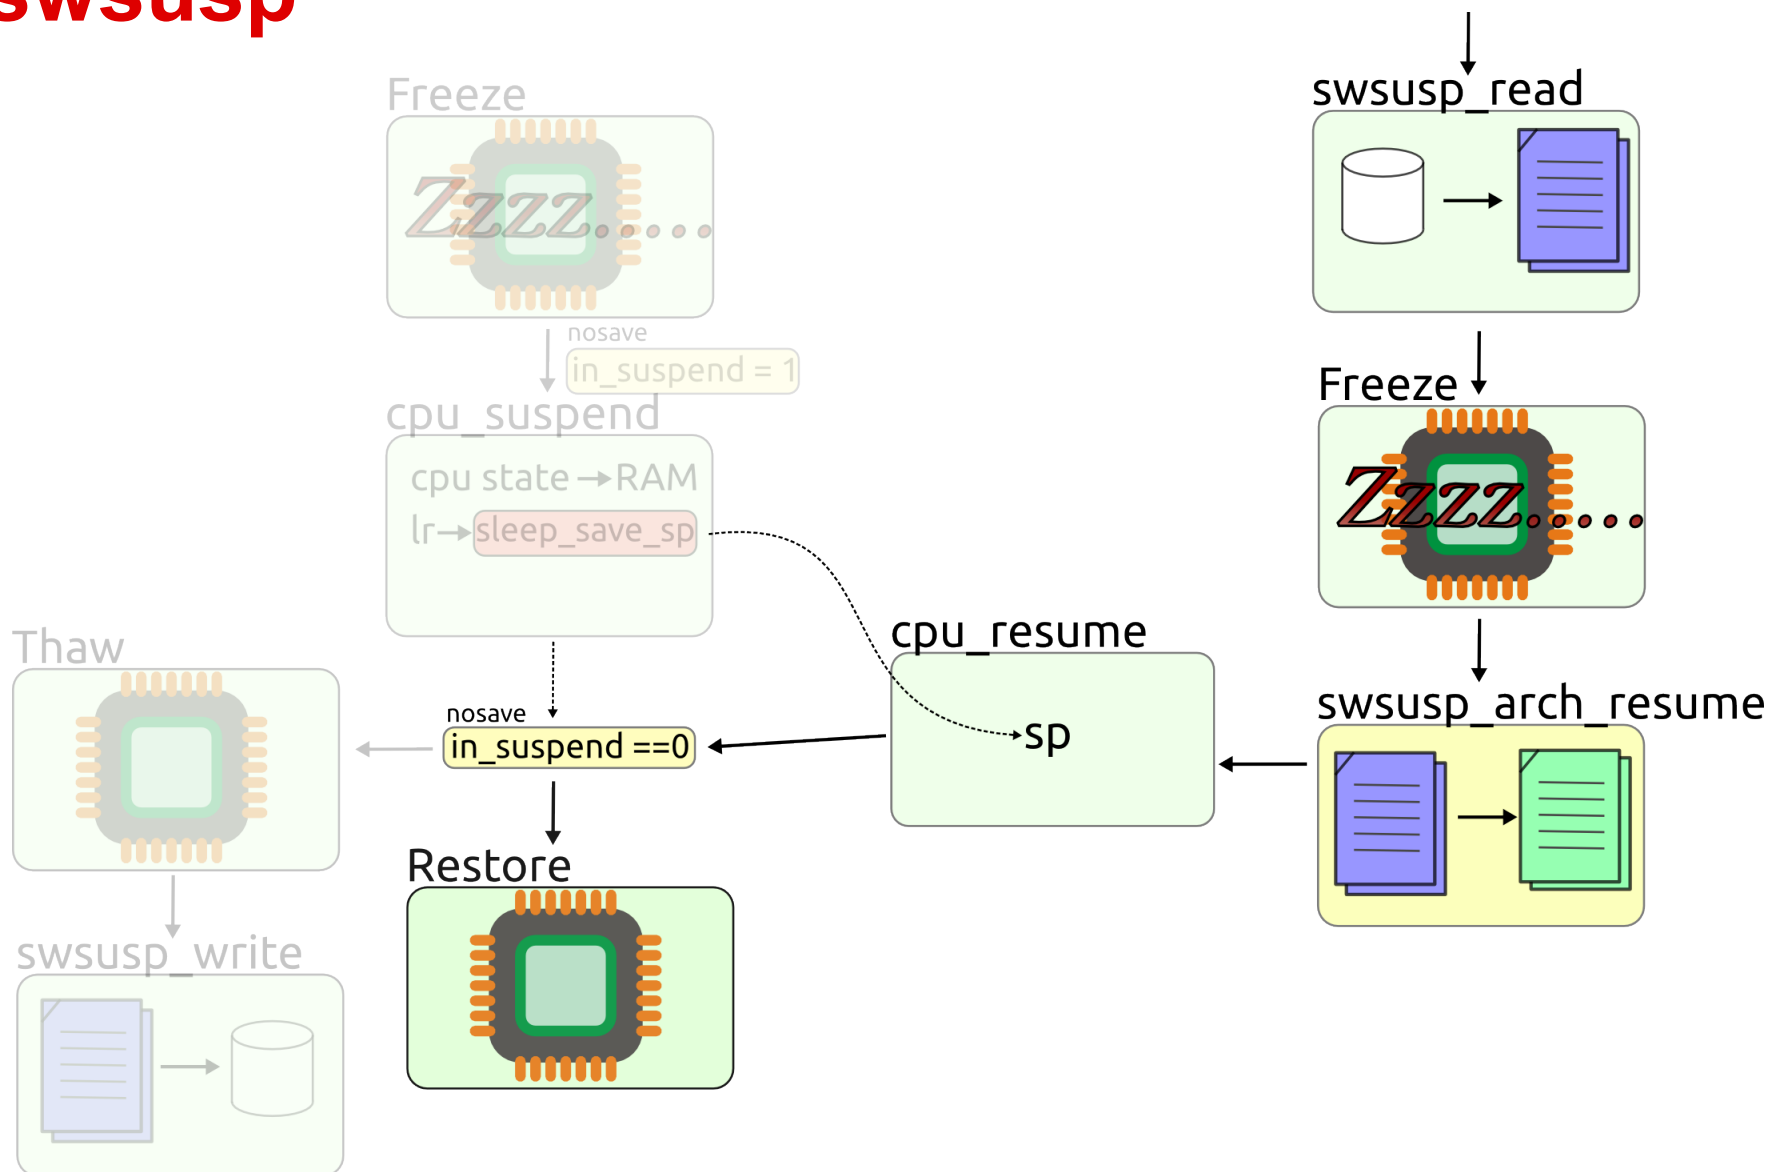 swsusp
Freeze
Zzzz.....
nosave
in_suspend = 1
cpu_suspend
cpu state → RAM
lr → sleep_save_sp
Thaw
swsusp_write
nosave
in_suspend ==0
Restore
cpu_resume
sp
swsusp_read
Freeze
Zzzz.....
swsusp_arch_resume